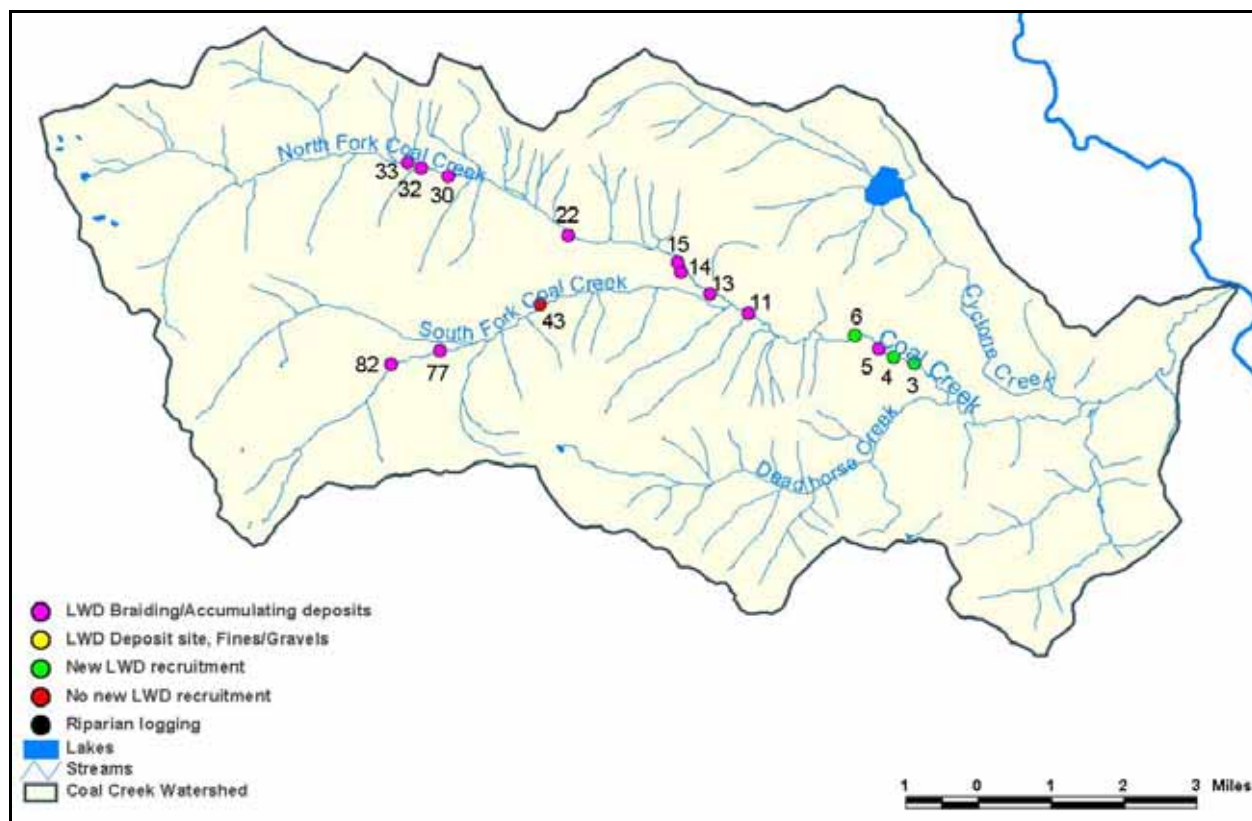 North Fork Coal Creek
33
32
30
22
15
14
13
11
South Fork Coal Creek
43
82
77
6
5
4
3
Coal Creek
Cyclone Creek
Deadhorse Creek
LWD Braiding/Accumulating deposits
LWD Deposit site, Fines/Gravels
New LWD recruitment
No new LWD recruitment
Riparian logging
Lakes
Streams
Coal Creek Watershed
1 0 1 2 3 Miles